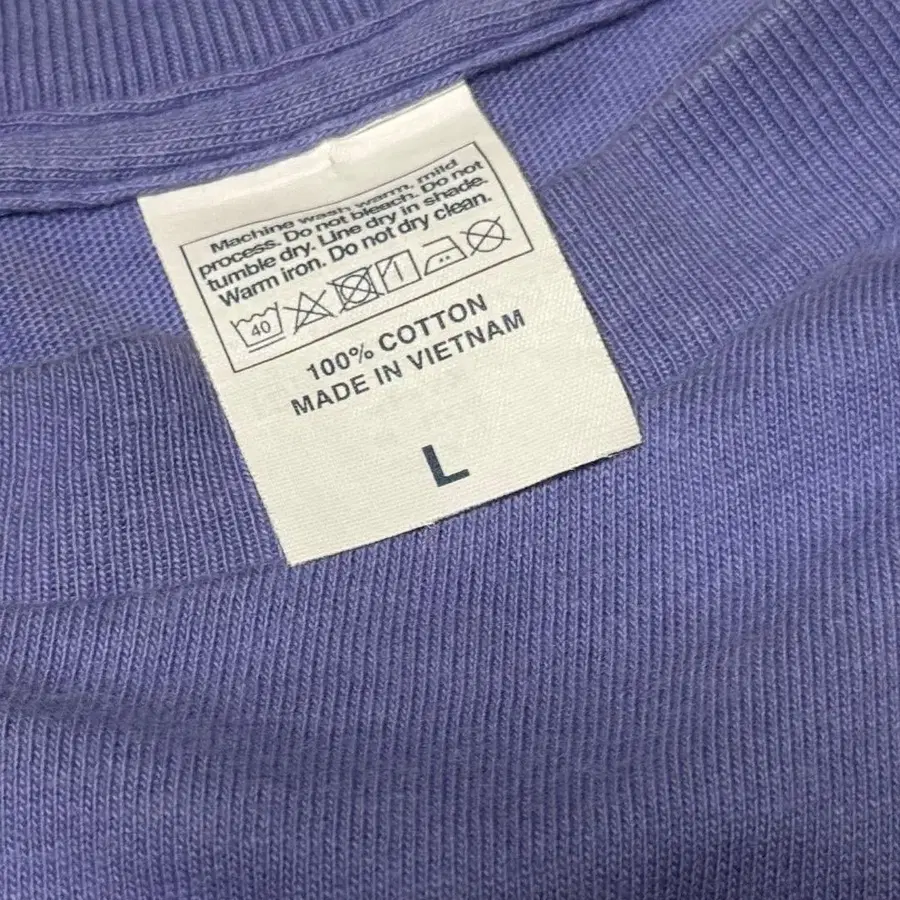 Machine wash warm, mild
process. Do not bleach. Do not
tumble dry. Line dry in shade.
Warm iron. Do not dry clean.
40
100% COTTON
MADE IN VIETNAM
L